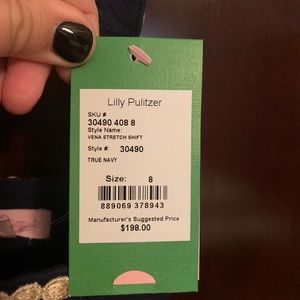 Lilly Pulitzer
SKU #
30490 408 8
Style Name:
VENA STRETCH SHIFT
Style #: 30490
TRUE NAVY
Size: 8
889069 378943
Manufacturer's Suggested Price
$198.00